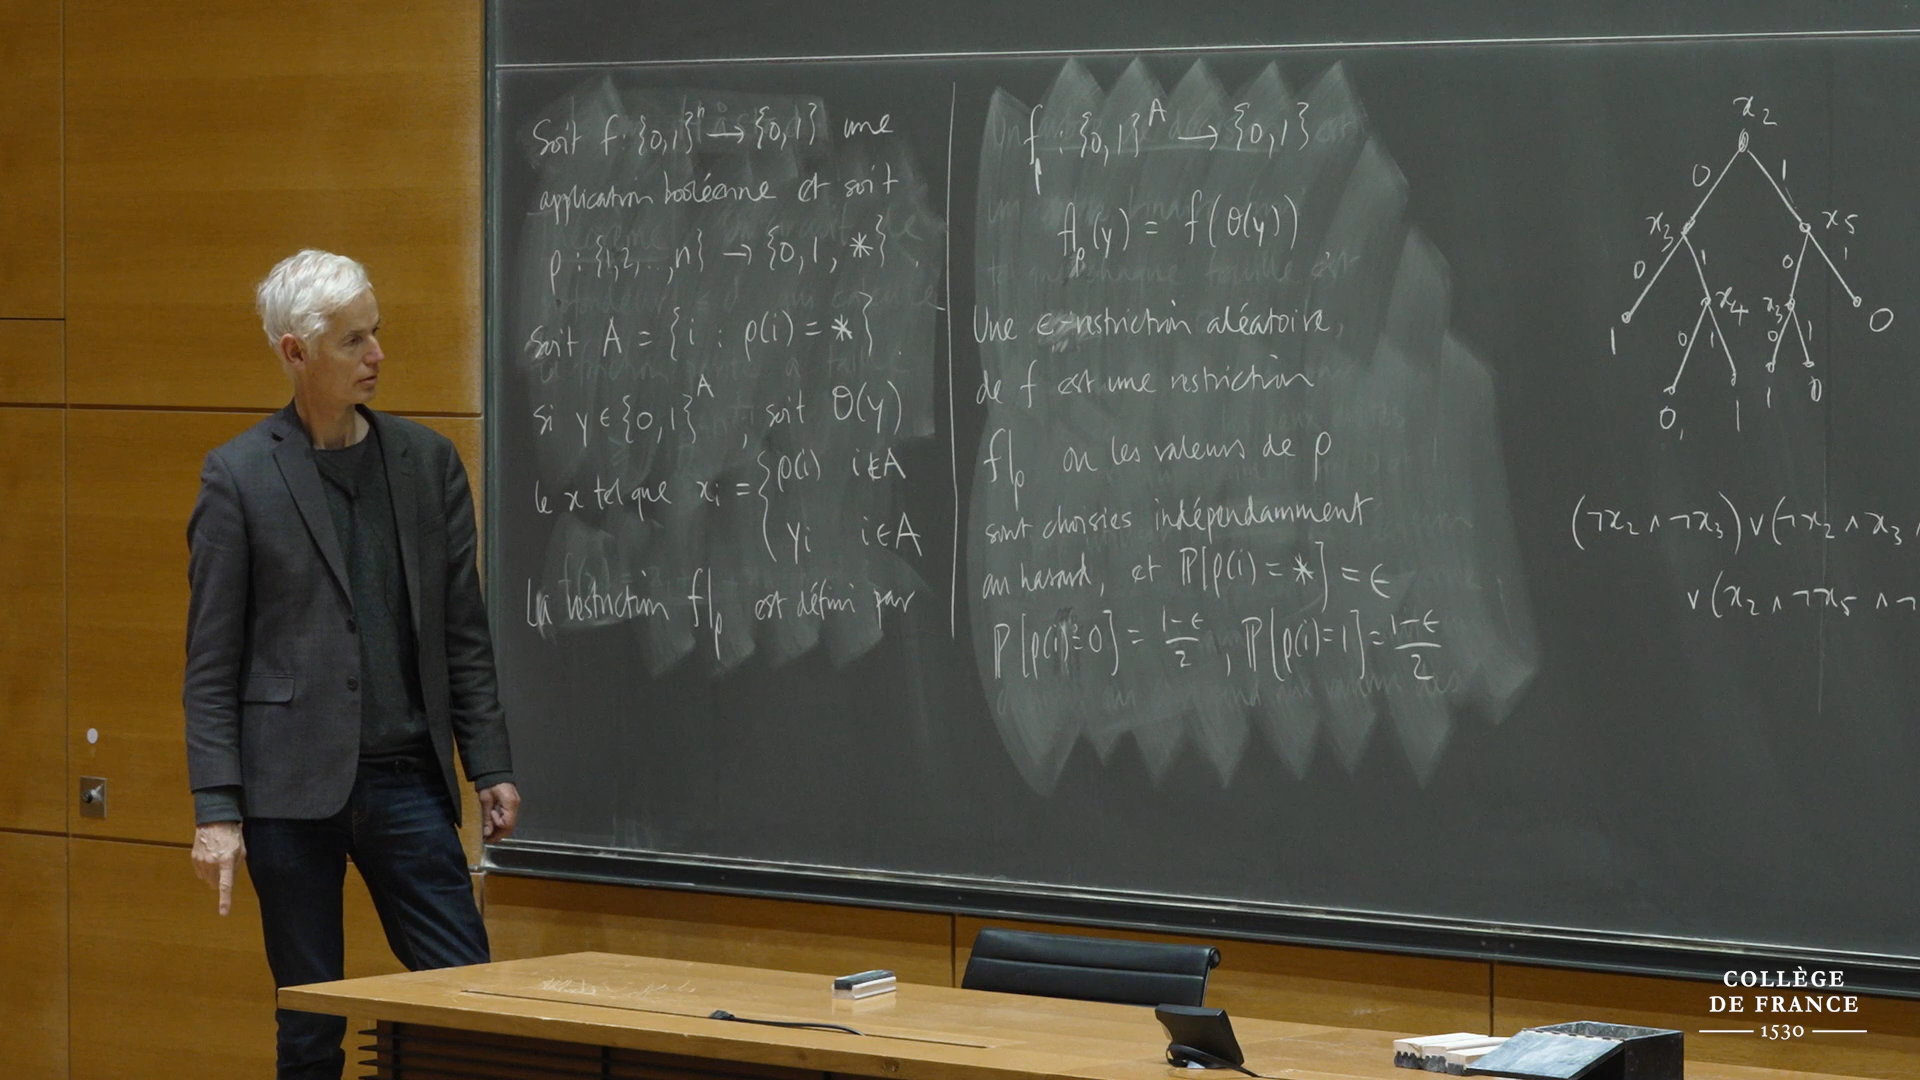 Soit f : {0,1}ⁿ → {0,1} une
application booléenne et soit
ρ : {1,2,...,n} → {0,1,*}.
Soit A = {i : ρ(i) = *}.
Si y ∈ {0,1}^A, soit θ(y)
le x tel que xᵢ = { ρ(i) i ∉ A
yᵢ i ∈ A
La restriction f|ρ est défini par
f|ρ : {0,1}^A → {0,1}
f|ρ(y) = f(θ(y))
Une ε-restriction aléatoire
de f est une restriction
f|ρ ou les valeurs de ρ
sont choisies indépendamment
au hasard, et ℙ[ρ(i) = *] = ε
ℙ[ρ(i)=0] = (1-ε)/2, ℙ[ρ(i)=1] = (1-ε)/2
x₂
0 1
x₃ x₅
0 1 0 1
1 x₄ x₃ 0
0 1 0 1
0 1 1 0
(¬x₂ ∧ ¬x₃) ∨ (¬x₂ ∧ x₃ ∧
∨ (x₂ ∧ ¬x₅ ∧ ¬
COLLÈGE
DE FRANCE
1530